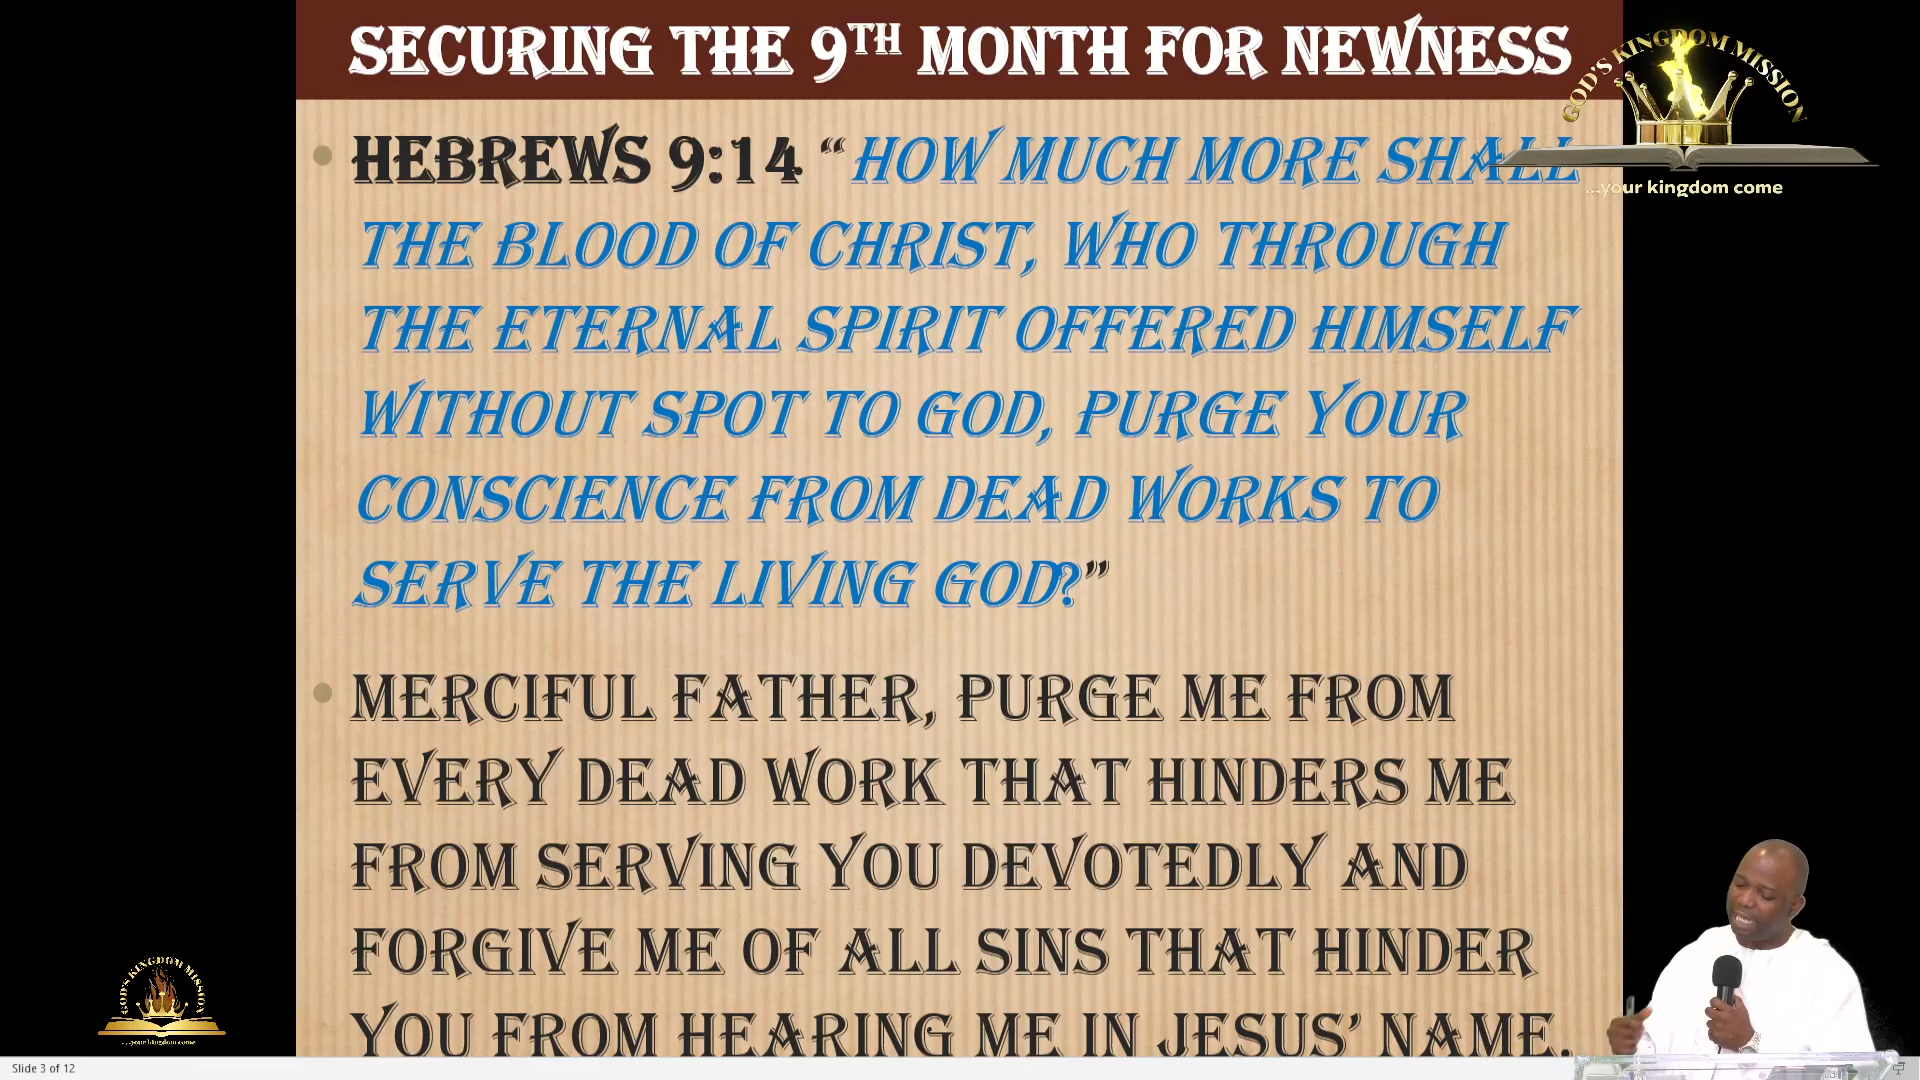 SECURING THE 9TH MONTH FOR NEWNESS
GOD'S KINGDOM MISSION
...your kingdom come
HEBREWS 9:14 “HOW MUCH MORE SHALL
THE BLOOD OF CHRIST, WHO THROUGH
THE ETERNAL SPIRIT OFFERED HIMSELF
WITHOUT SPOT TO GOD, PURGE YOUR
CONSCIENCE FROM DEAD WORKS TO
SERVE THE LIVING GOD?”
MERCIFUL FATHER, PURGE ME FROM
EVERY DEAD WORK THAT HINDERS ME
FROM SERVING YOU DEVOTEDLY AND
FORGIVE ME OF ALL SINS THAT HINDER
YOU FROM HEARING ME IN JESUS’ NAME.
GOD'S KINGDOM MISSION
...your kingdom come
Slide 3 of 12